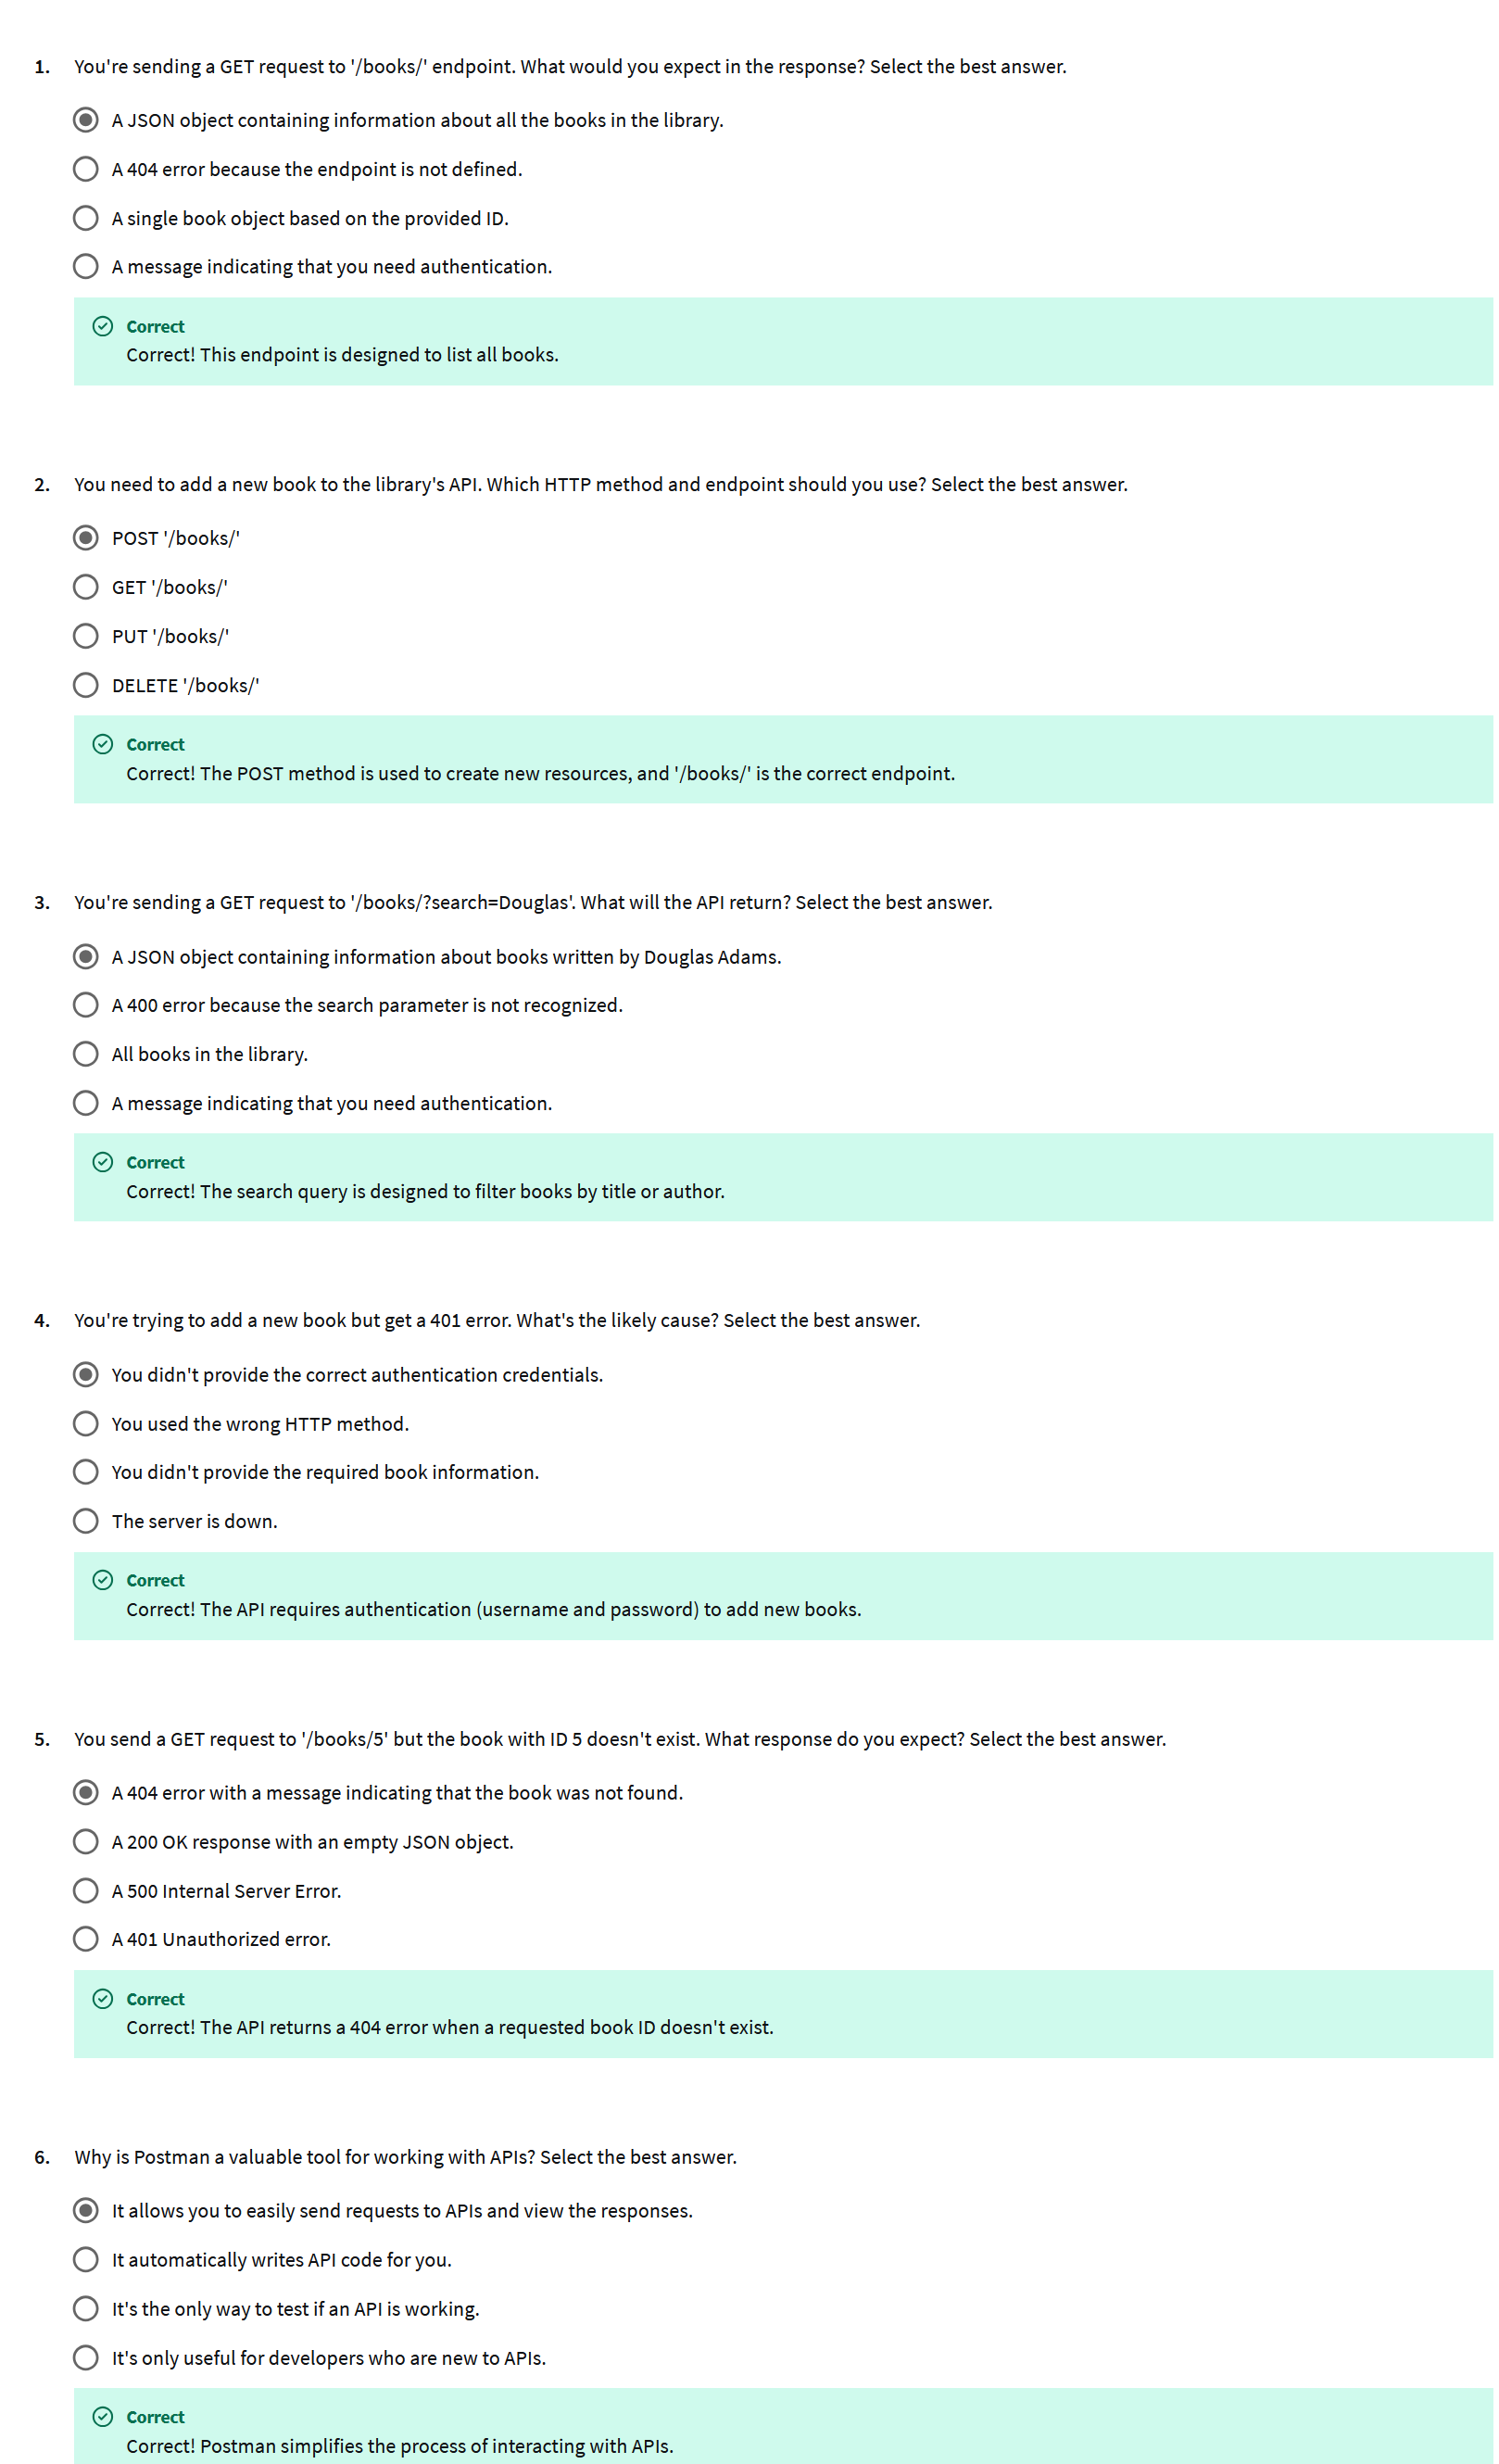 1. You're sending a GET request to '/books/' endpoint. What would you expect in the response? Select the best answer.
A JSON object containing information about all the books in the library.
A 404 error because the endpoint is not defined.
A single book object based on the provided ID.
A message indicating that you need authentication.
Correct
Correct! This endpoint is designed to list all books.
2. You need to add a new book to the library's API. Which HTTP method and endpoint should you use? Select the best answer.
POST '/books/'
GET '/books/'
PUT '/books/'
DELETE '/books/'
Correct
Correct! The POST method is used to create new resources, and '/books/' is the correct endpoint.
3. You're sending a GET request to '/books/?search=Douglas'. What will the API return? Select the best answer.
A JSON object containing information about books written by Douglas Adams.
A 400 error because the search parameter is not recognized.
All books in the library.
A message indicating that you need authentication.
Correct
Correct! The search query is designed to filter books by title or author.
4. You're trying to add a new book but get a 401 error. What's the likely cause? Select the best answer.
You didn't provide the correct authentication credentials.
You used the wrong HTTP method.
You didn't provide the required book information.
The server is down.
Correct
Correct! The API requires authentication (username and password) to add new books.
5. You send a GET request to '/books/5' but the book with ID 5 doesn't exist. What response do you expect? Select the best answer.
A 404 error with a message indicating that the book was not found.
A 200 OK response with an empty JSON object.
A 500 Internal Server Error.
A 401 Unauthorized error.
Correct
Correct! The API returns a 404 error when a requested book ID doesn't exist.
6. Why is Postman a valuable tool for working with APIs? Select the best answer.
It allows you to easily send requests to APIs and view the responses.
It automatically writes API code for you.
It's the only way to test if an API is working.
It's only useful for developers who are new to APIs.
Correct
Correct! Postman simplifies the process of interacting with APIs.